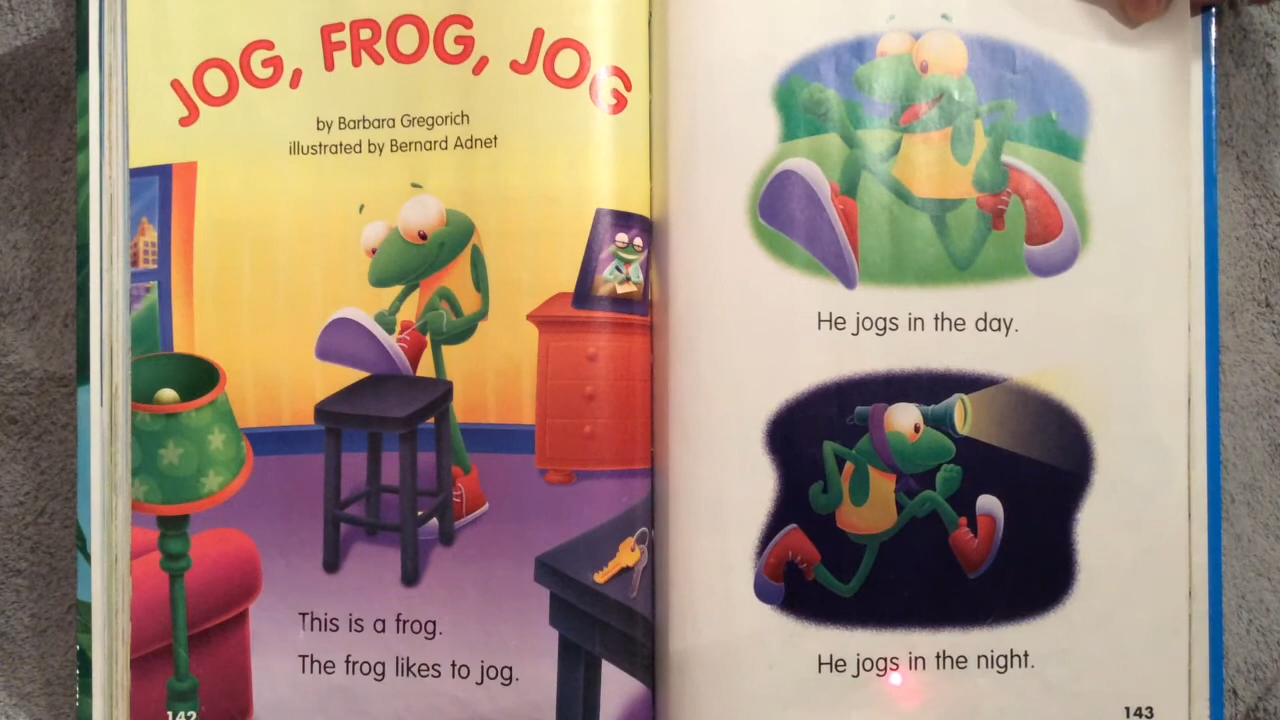 JOG, FROG, JOG
by Barbara Gregorich
illustrated by Bernard Adnet
This is a frog.
The frog likes to jog.
142
He jogs in the day.
He jogs in the night.
143